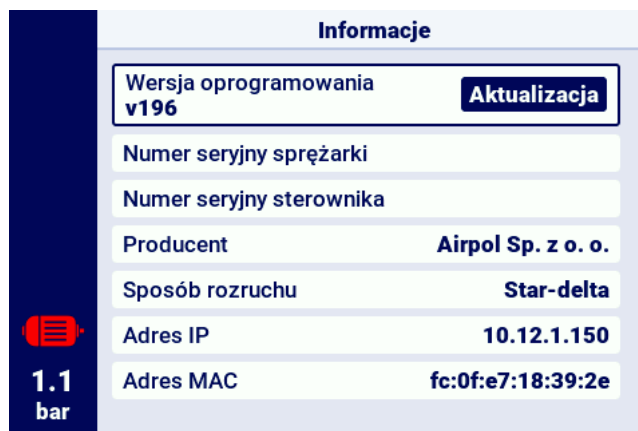 Informacje
Wersja oprogramowania
v196
Aktualizacja
Numer seryjny sprężarki
Numer seryjny sterownika
Producent Airpol Sp. z o. o.
Sposób rozruchu Star-delta
Adres IP 10.12.1.150
Adres MAC fc:0f:e7:18:39:2e
1.1
bar